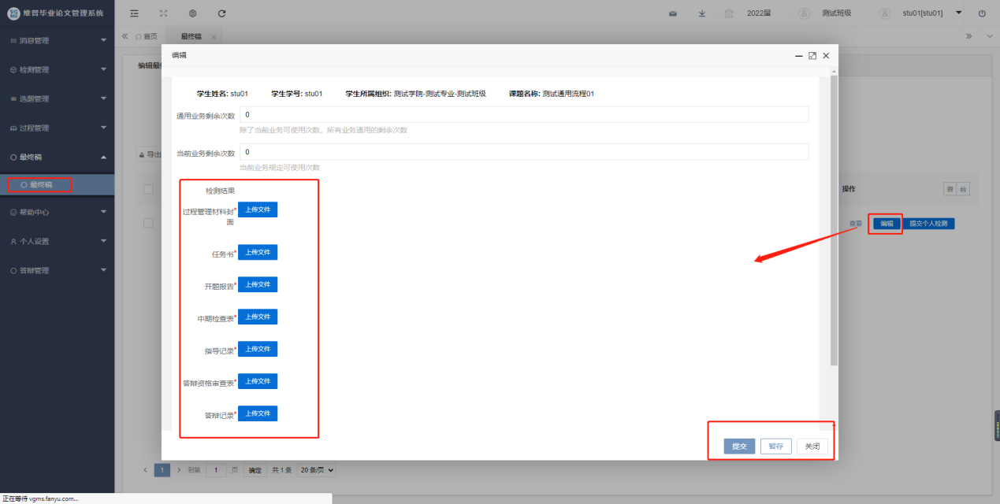 维普毕业论文管理系统
2022届
测试班级
stu01[stu01]
消息管理
检测管理
选题管理
过程管理
最终稿
最终稿
帮助中心
个人设置
答辩管理
首页
最终稿
编辑最
导出
编辑
学生姓名: stu01 学生学号: stu01 学生所属组织: 测试学院-测试专业-测试班级 课题名称: 测试通用流程01
通用业务剩余次数 0
除了当前业务可使用次数，所有业务通用的剩余次数
当前业务剩余次数 0
当前业务规定可使用次数
检测结果
过程管理材料封面* 上传文件
任务书* 上传文件
开题报告* 上传文件
中期检查表* 上传文件
指导记录* 上传文件
答辩资格审查表* 上传文件
答辩记录* 上传文件
提交 暂存 关闭
操作
查看 编辑 提交个人检测
1 到第 1 页 确定 共 1 条 20 条/页
正在等待 vgms.fanyu.com...